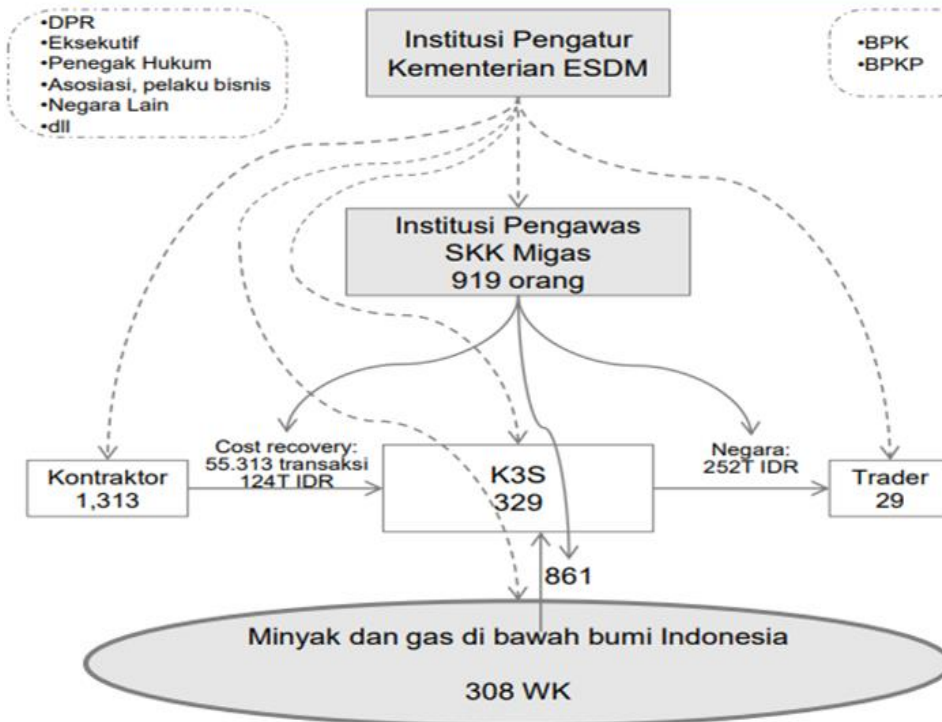 •DPR
•Eksekutif
•Penegak Hukum
•Asosiasi, pelaku bisnis
•Negara Lain
•dll
Institusi Pengatur
Kementerian ESDM
•BPK
•BPKP
Institusi Pengawas
SKK Migas
919 orang
Kontraktor
1,313
Cost recovery:
55.313 transaksi
124T IDR
K3S
329
Negara:
252T IDR
Trader
29
861
Minyak dan gas di bawah bumi Indonesia
308 WK